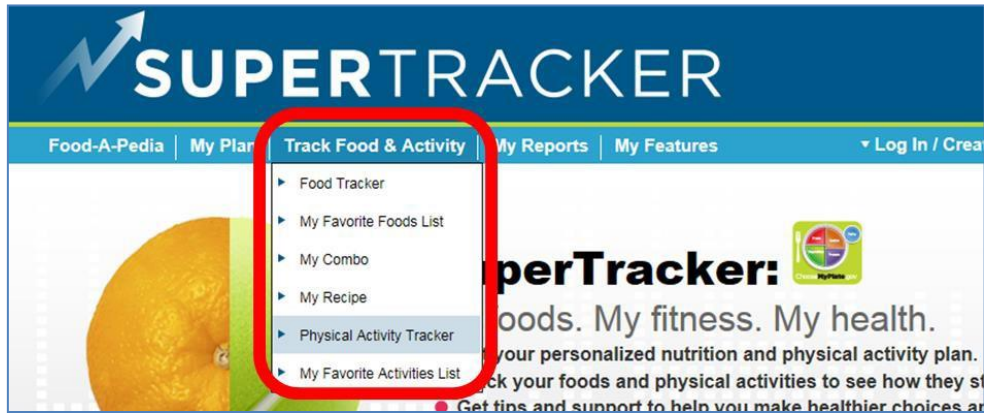 SUPERTRACKER
Food-A-Pedia My Plan Track Food & Activity My Reports My Features Log In /
Food Tracker
My Favorite Foods List
My Combo
My Recipe
Physical Activity Tracker
My Favorite Activities List
perTracker:
oods. My fitness. My health.
your personalized nutrition and physical activity plan.
ck your foods and physical activities to see how they
Get tips and support to help you make healthier choices